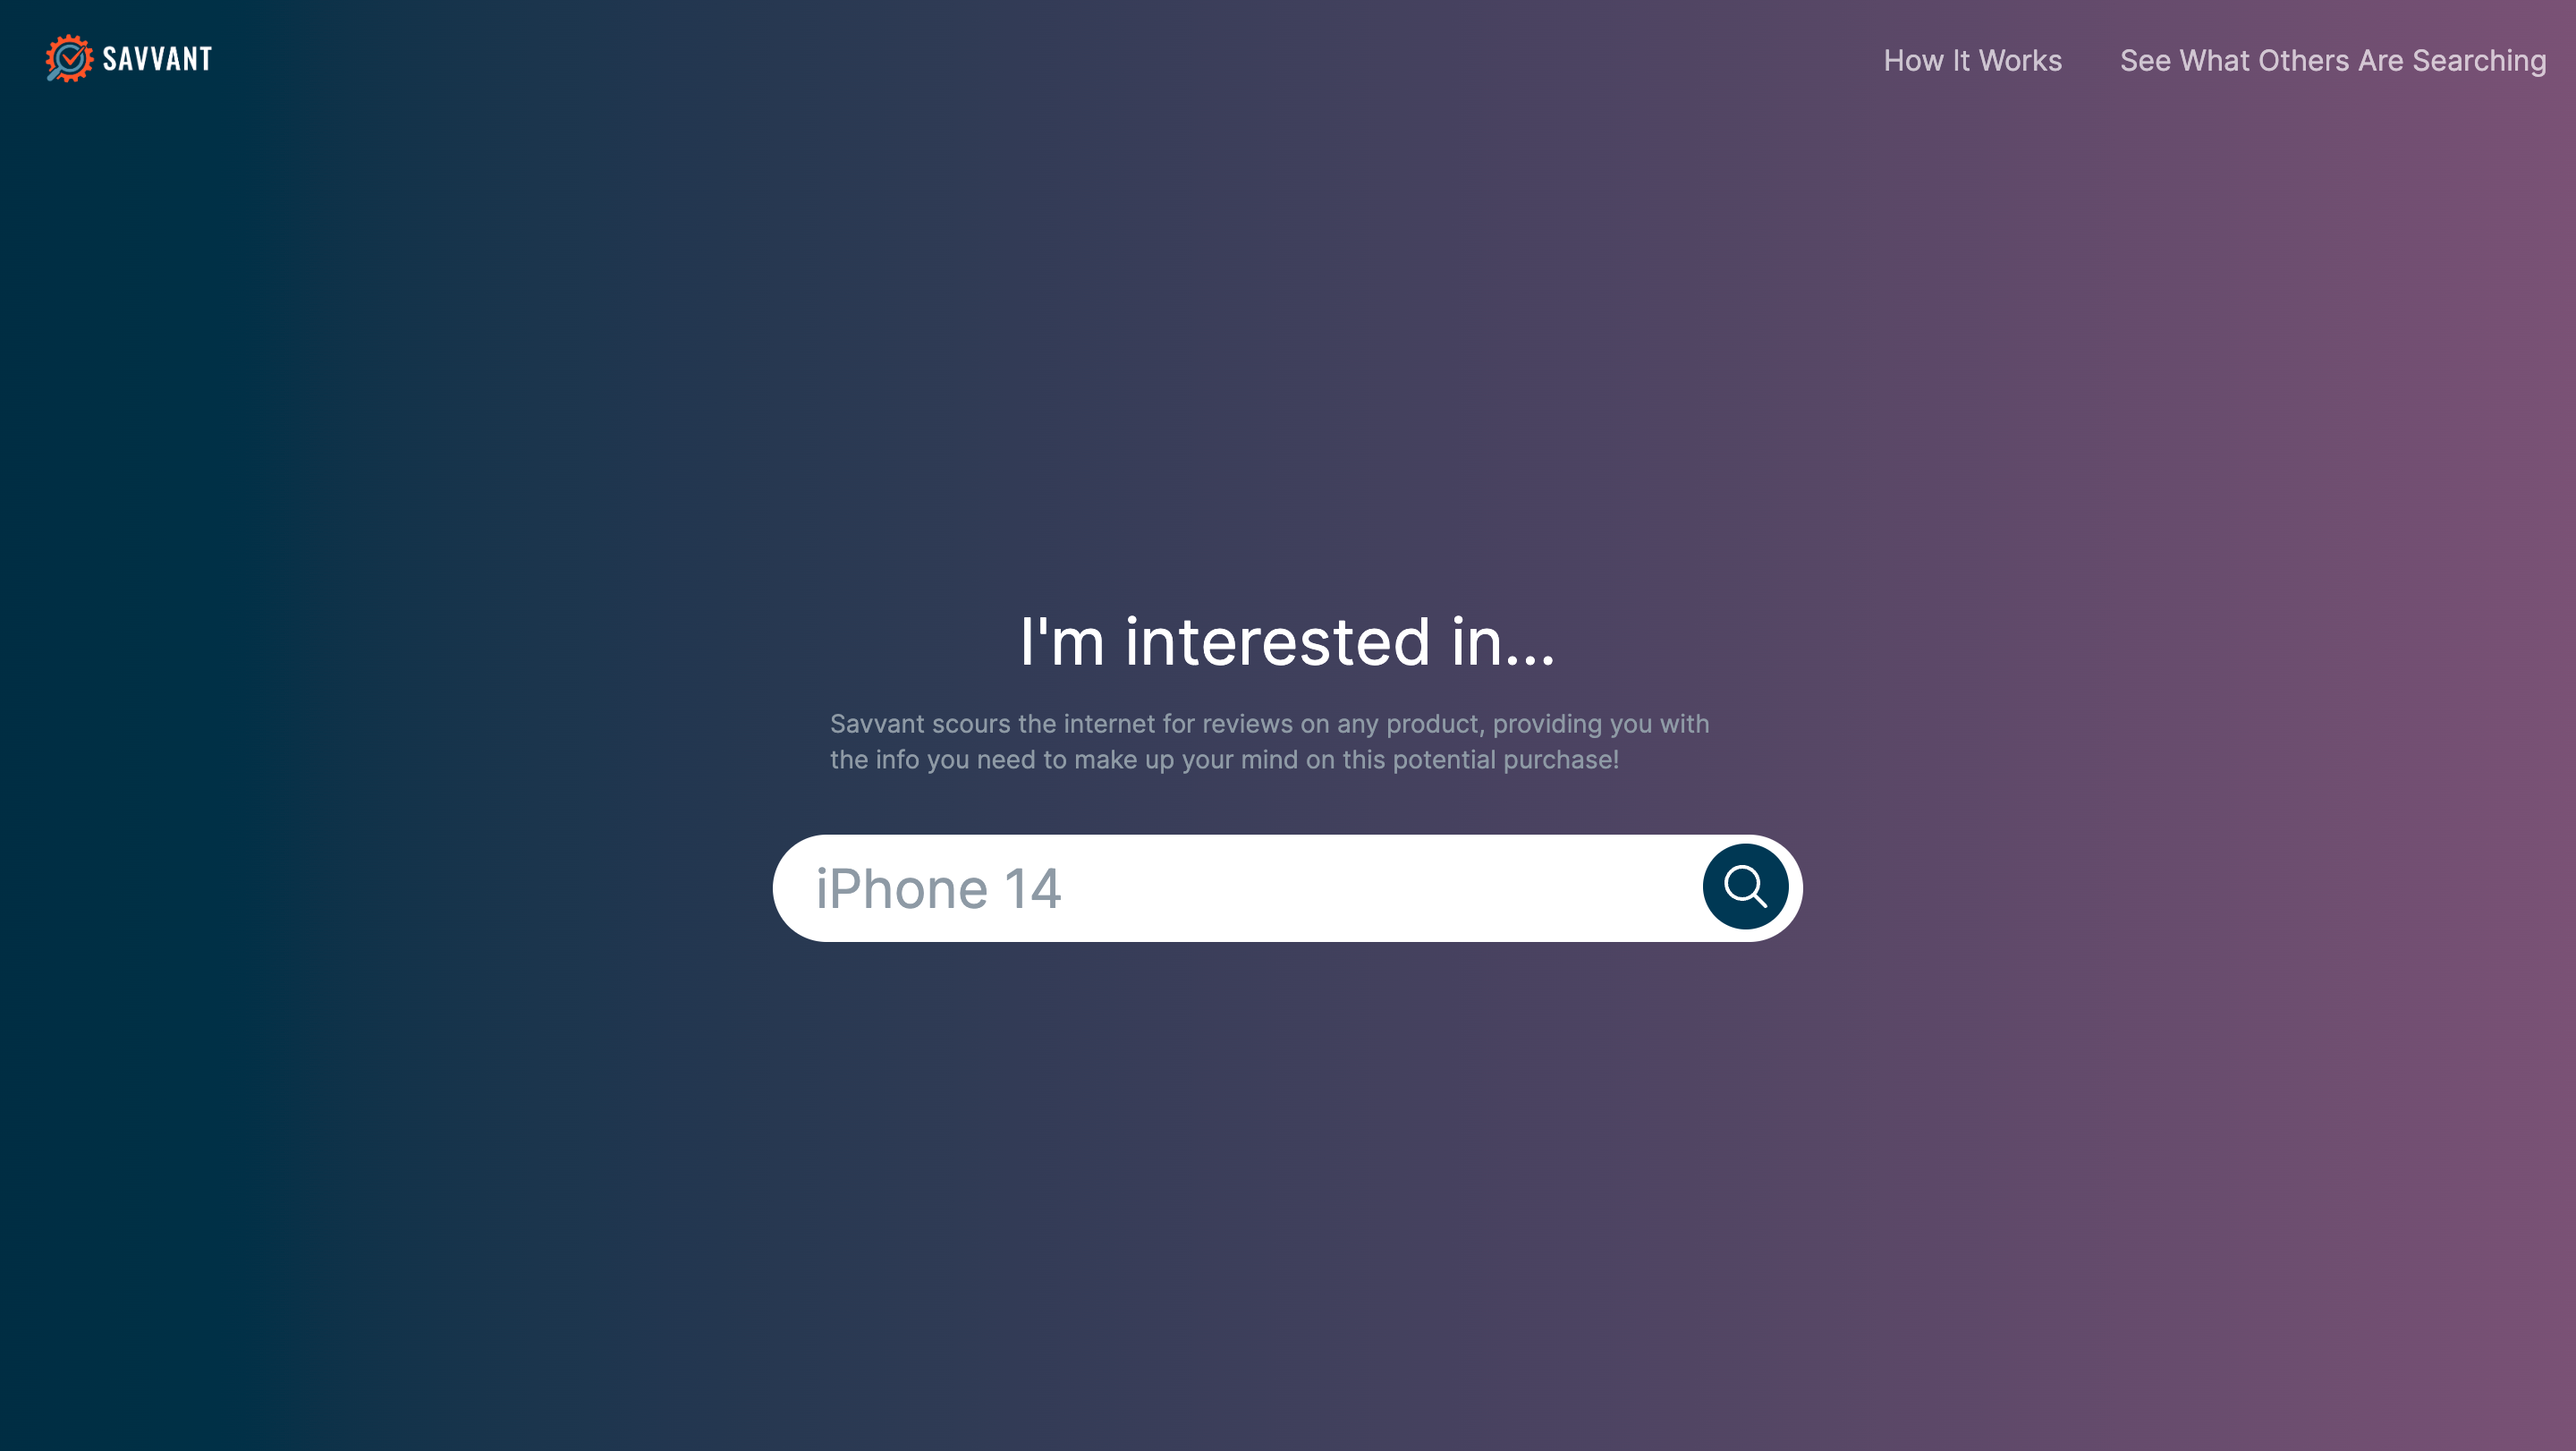 SAVVANT
How It Works
See What Others Are Searching
I'm interested in...
Savvant scours the internet for reviews on any product, providing you with
the info you need to make up your mind on this potential purchase!
iPhone 14